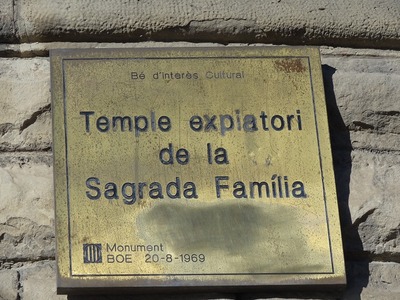 Bé d'interès Cultural
Temple expiatori
de la
Sagrada Família
Monument
BOE 20-8-1969